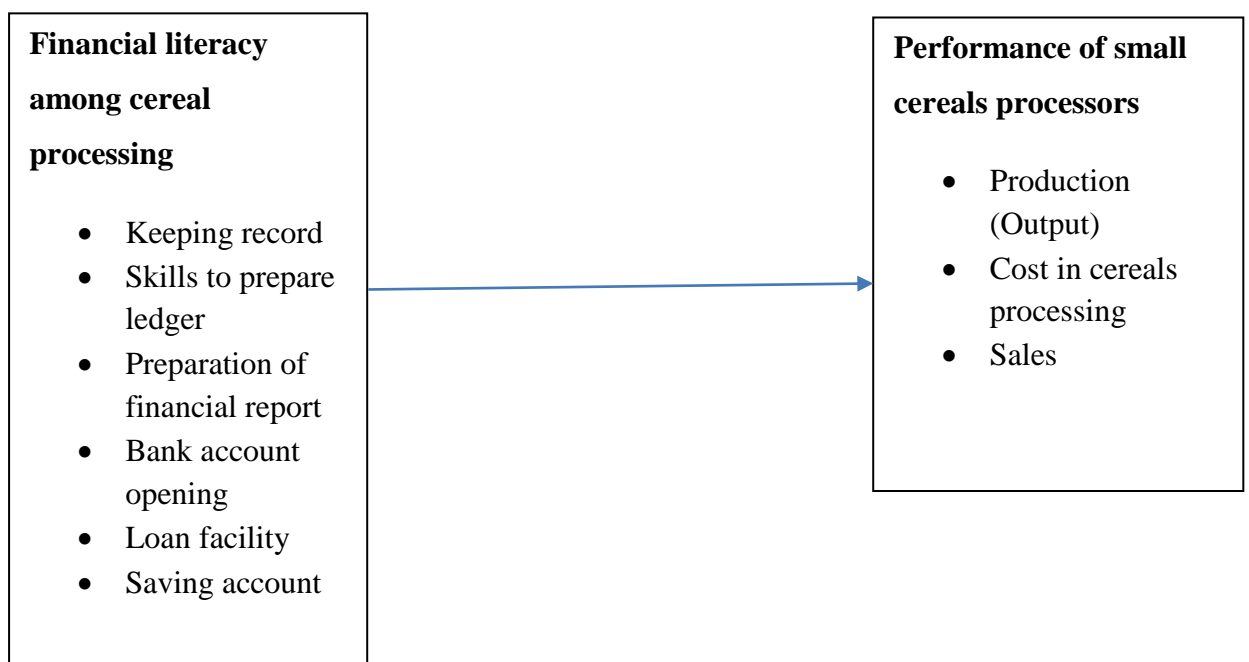 Financial literacy
among cereal
processing
• Keeping record
• Skills to prepare
ledger
• Preparation of
financial report
• Bank account
opening
• Loan facility
• Saving account
Performance of small
cereals processors
• Production
(Output)
• Cost in cereals
processing
• Sales